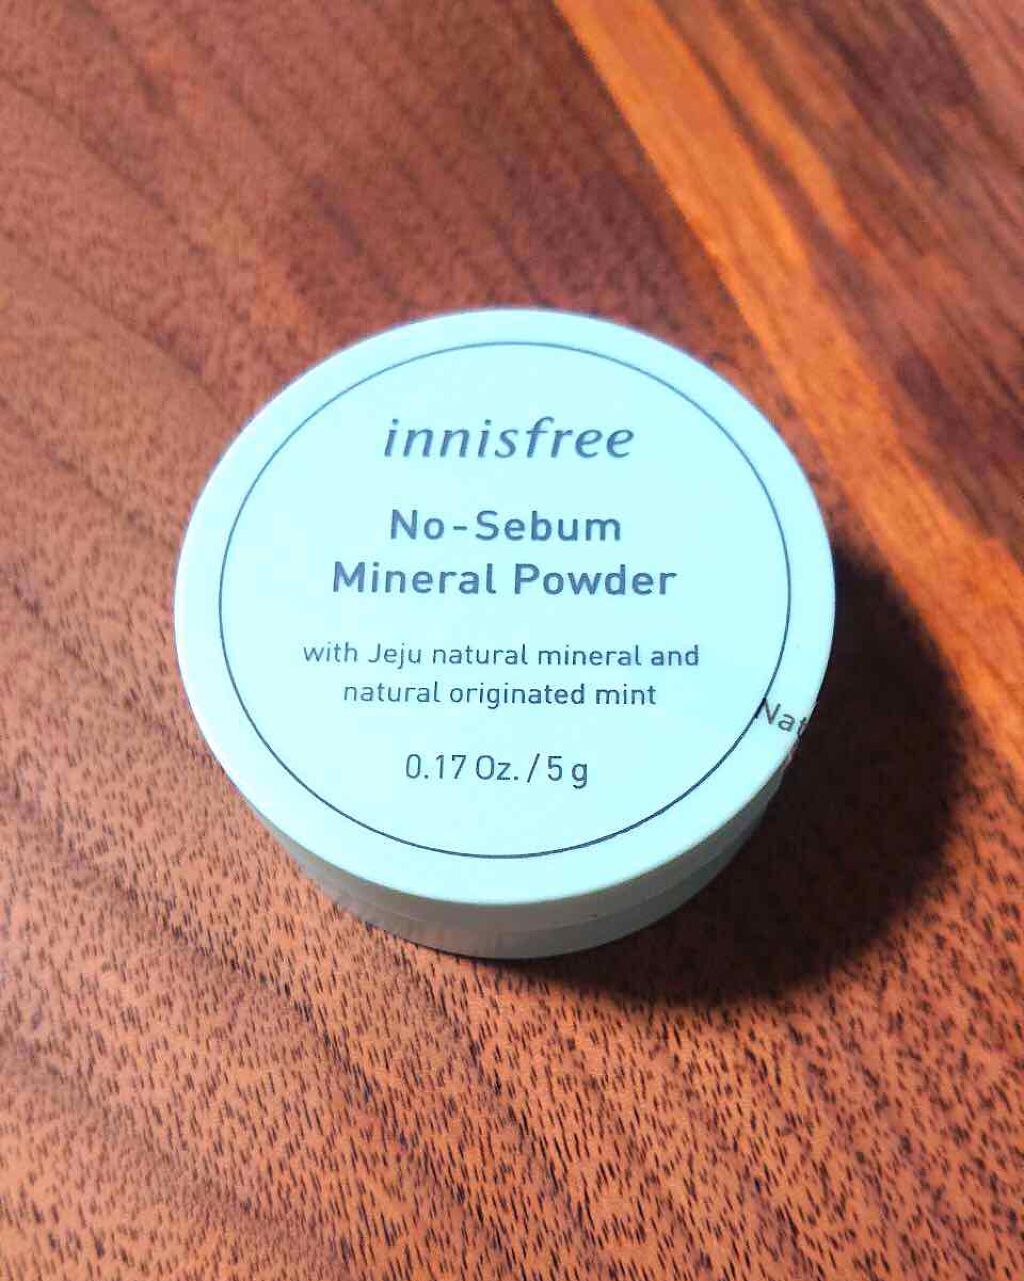 innisfree
No-Sebum
Mineral Powder
with Jeju natural mineral and
natural originated mint
0.17 Oz. / 5 g